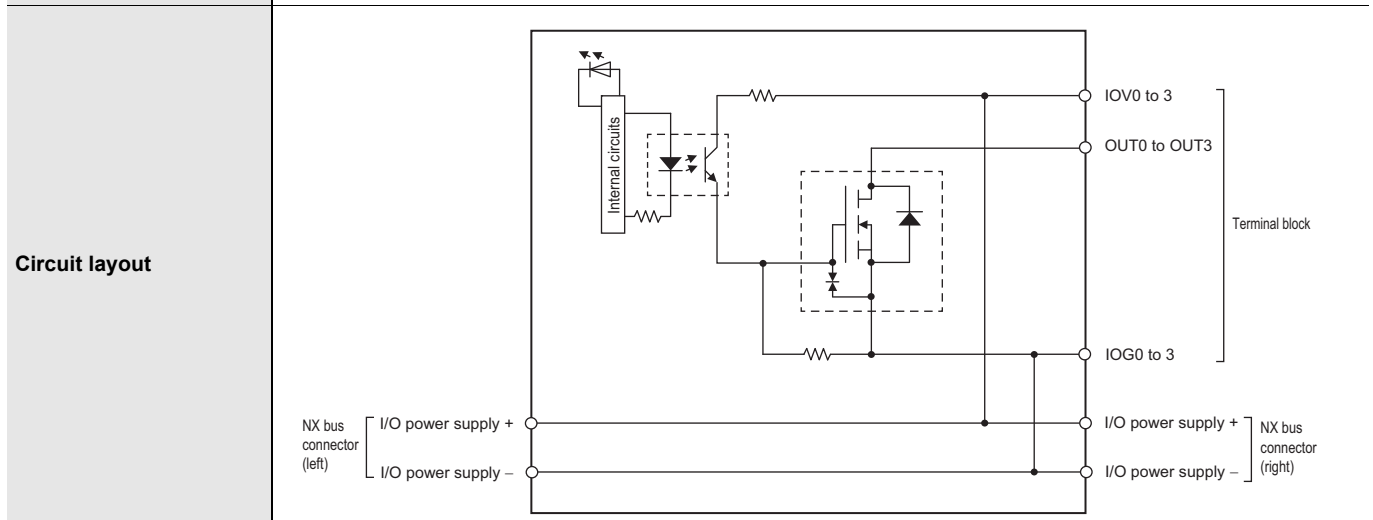 Circuit layout
Internal circuits
IOV0 to 3
OUT0 to OUT3
Terminal block
IOG0 to 3
NX bus
connector
(left)
I/O power supply +
I/O power supply –
I/O power supply +
I/O power supply –
NX bus
connector
(right)